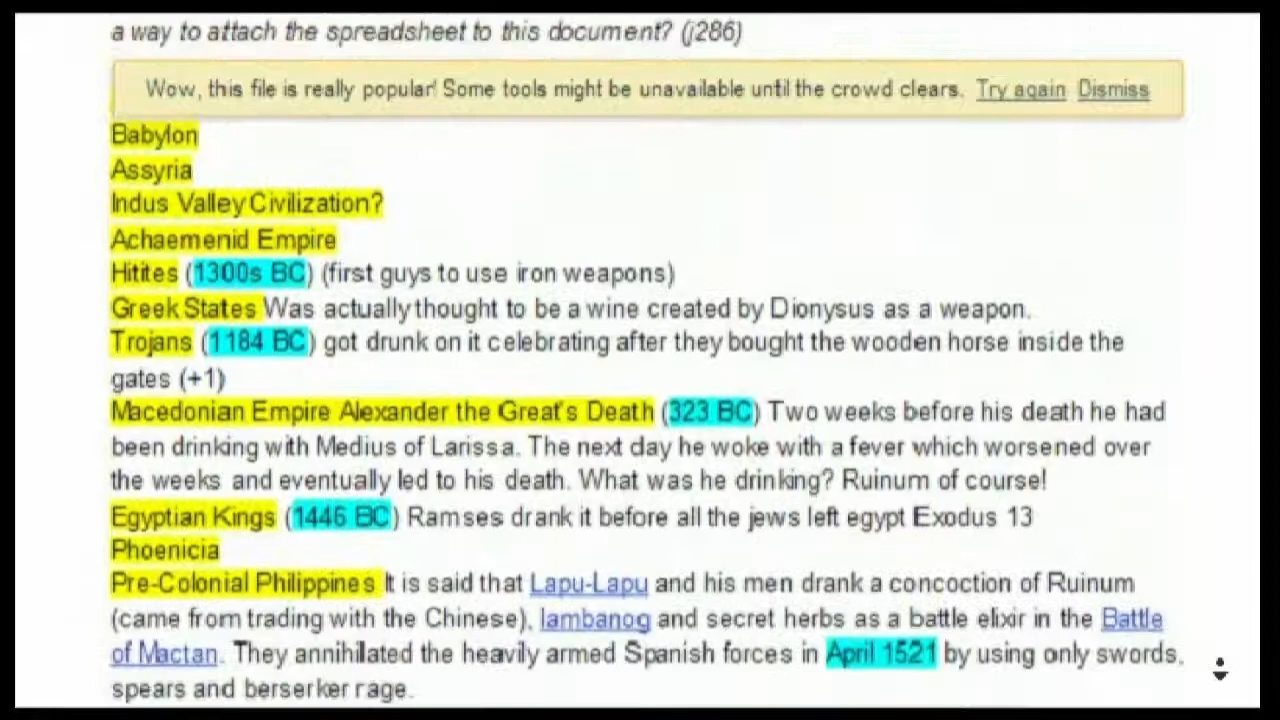 a way to attach the spreadsheet to this document? (j286)
Wow, this file is really popular! Some tools might be unavailable until the crowd clears. Try again Dismiss
Babylon
Assyria
Indus Valley Civilization?
Achaemenid Empire
Hitites (1300s BC) (first guys to use iron weapons)
Greek States Was actually thought to be a wine created by Dionysus as a weapon.
Trojans (1184 BC) got drunk on it celebrating after they bought the wooden horse inside the
gates (+1)
Macedonian Empire Alexander the Great's Death (323 BC) Two weeks before his death he had
been drinking with Medius of Larissa. The next day he woke with a fever which worsened over
the weeks and eventually led to his death. What was he drinking? Ruinum of course!
Egyptian Kings (1446 BC) Ramses drank it before all the jews left egypt Exodus 13
Phoenicia
Pre-Colonial Philippines It is said that Lapu-Lapu and his men drank a concoction of Ruinum
(came from trading with the Chinese), lambanog and secret herbs as a battle elixir in the Battle
of Mactan. They annihilated the heavily armed Spanish forces in April 1521 by using only swords,
spears and berserker rage.